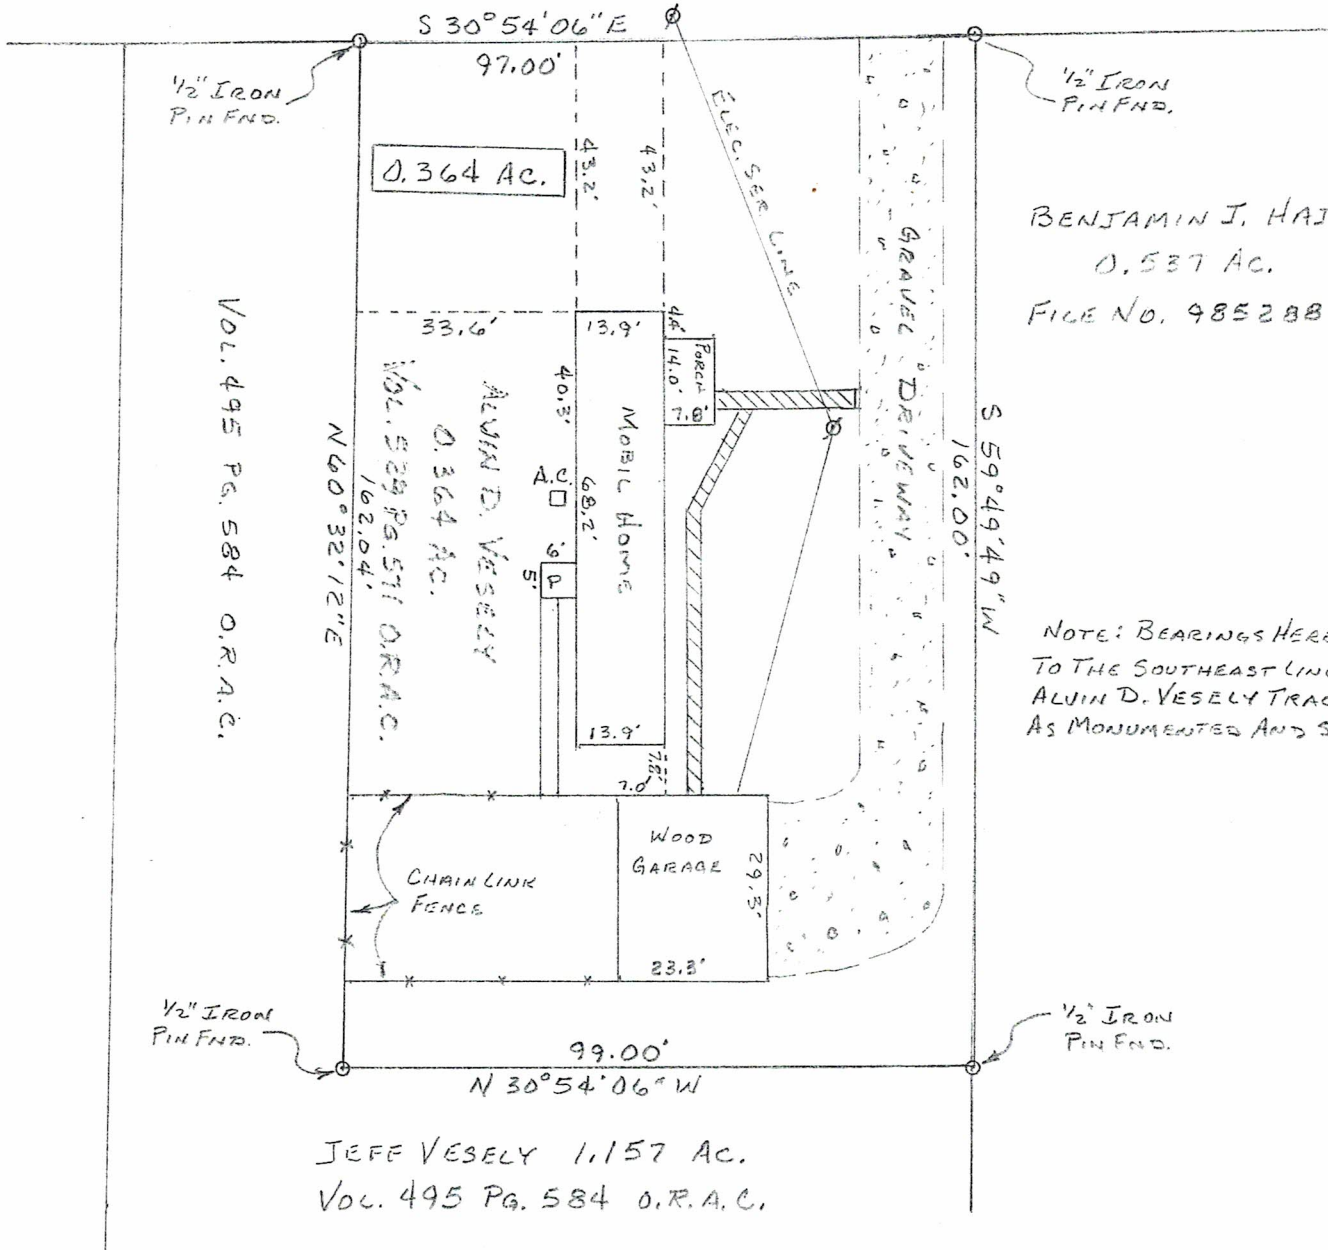 S 30°54'06" E
97.00'
1/2" IRON
PIN FND.
1/2" IRON
PIN FND.
0.364 AC.
43.2'
43.2'
ELEC. SER. LINE
GRAVEL DRIVEWAY
BENJAMIN J.
0.537 AC.
FILE NO. 985288
VOL. 495 PG. 584 O.R.A.C.
33.6'
13.9'
PORCH
14.0'
7.8'
40.3'
MOBIL HOME
68.2'
ALVIN D. VESELY
0.364 AC.
VOL. 529 PG. 571 O.R.A.C.
A.C.
6'
5'
P
N 60°32'12" E
162.04'
S 59°49'49" W
162.00'
NOTE: BEARINGS
TO THE SOUTHEAST
ALVIN D. VESELY
AS MONUMENTED AND
13.9'
7.8'
7.0'
WOOD
GARAGE
29.3'
23.3'
CHAIN LINK
FENCE
1/2" IRON
PIN FND.
1/2" IRON
PIN FND.
99.00'
N 30°54'06" W
JEFF VESELY 1.157 AC.
VOL. 495 PG. 584 O.R.A.C.